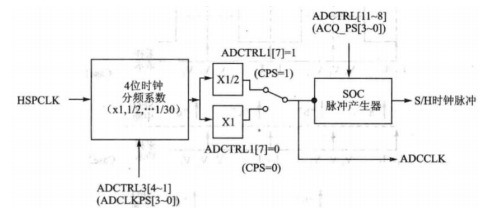 ADCTRL[11~8]
(ACQ_PS[3~0])
ADCTRL1[7]=1
4位时钟
分频系数
(x1,1/2,…1/30)
X1/2
(CPS=1)
HSPCLK
SOC
脉冲产生器
S/H时钟脉冲
X1
ADCTRL1[7]=0
(CPS=0)
ADCCLK
ADCTRL3[4~1]
(ADCLKPS[3~0])